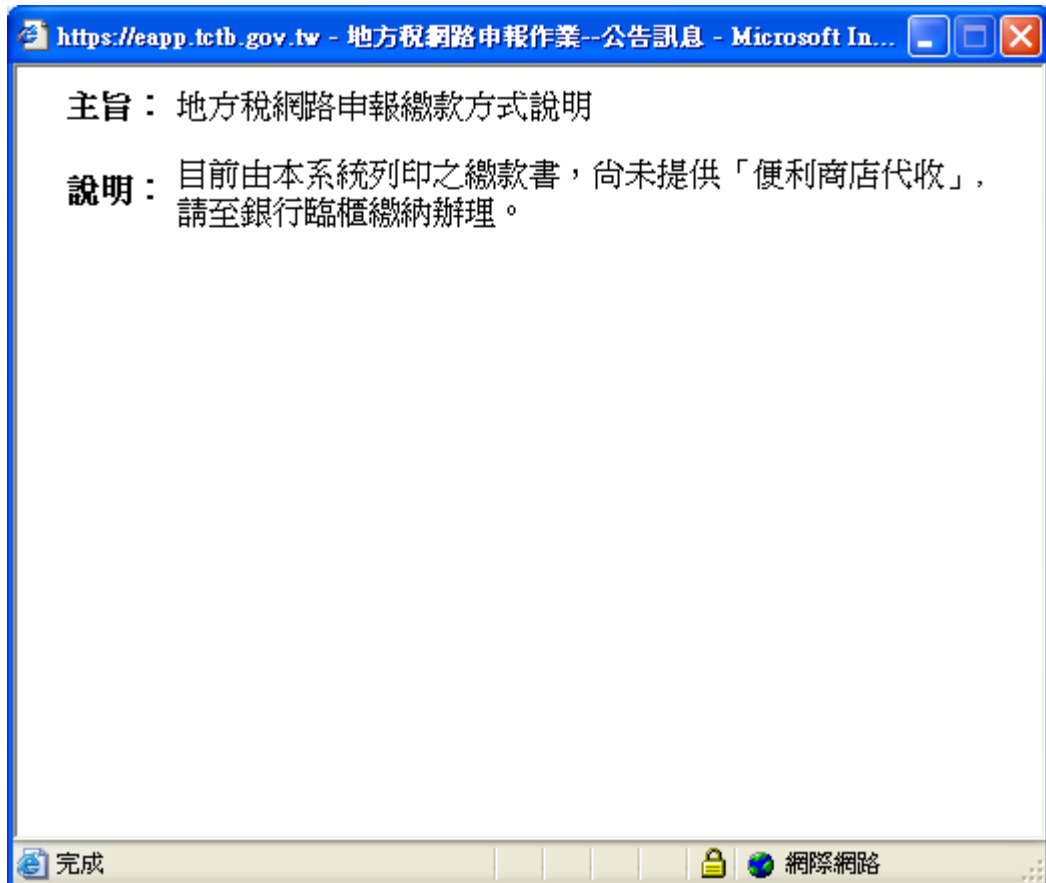 https://eapp.tctb.gov.tw - 地方稅網路申報作業--公告訊息 - Microsoft In...
主旨：地方稅網路申報繳款方式說明
說明：目前由本系統列印之繳款書，尚未提供「便利商店代收」,
請至銀行臨櫃繳納辦理。
完成 網際網路